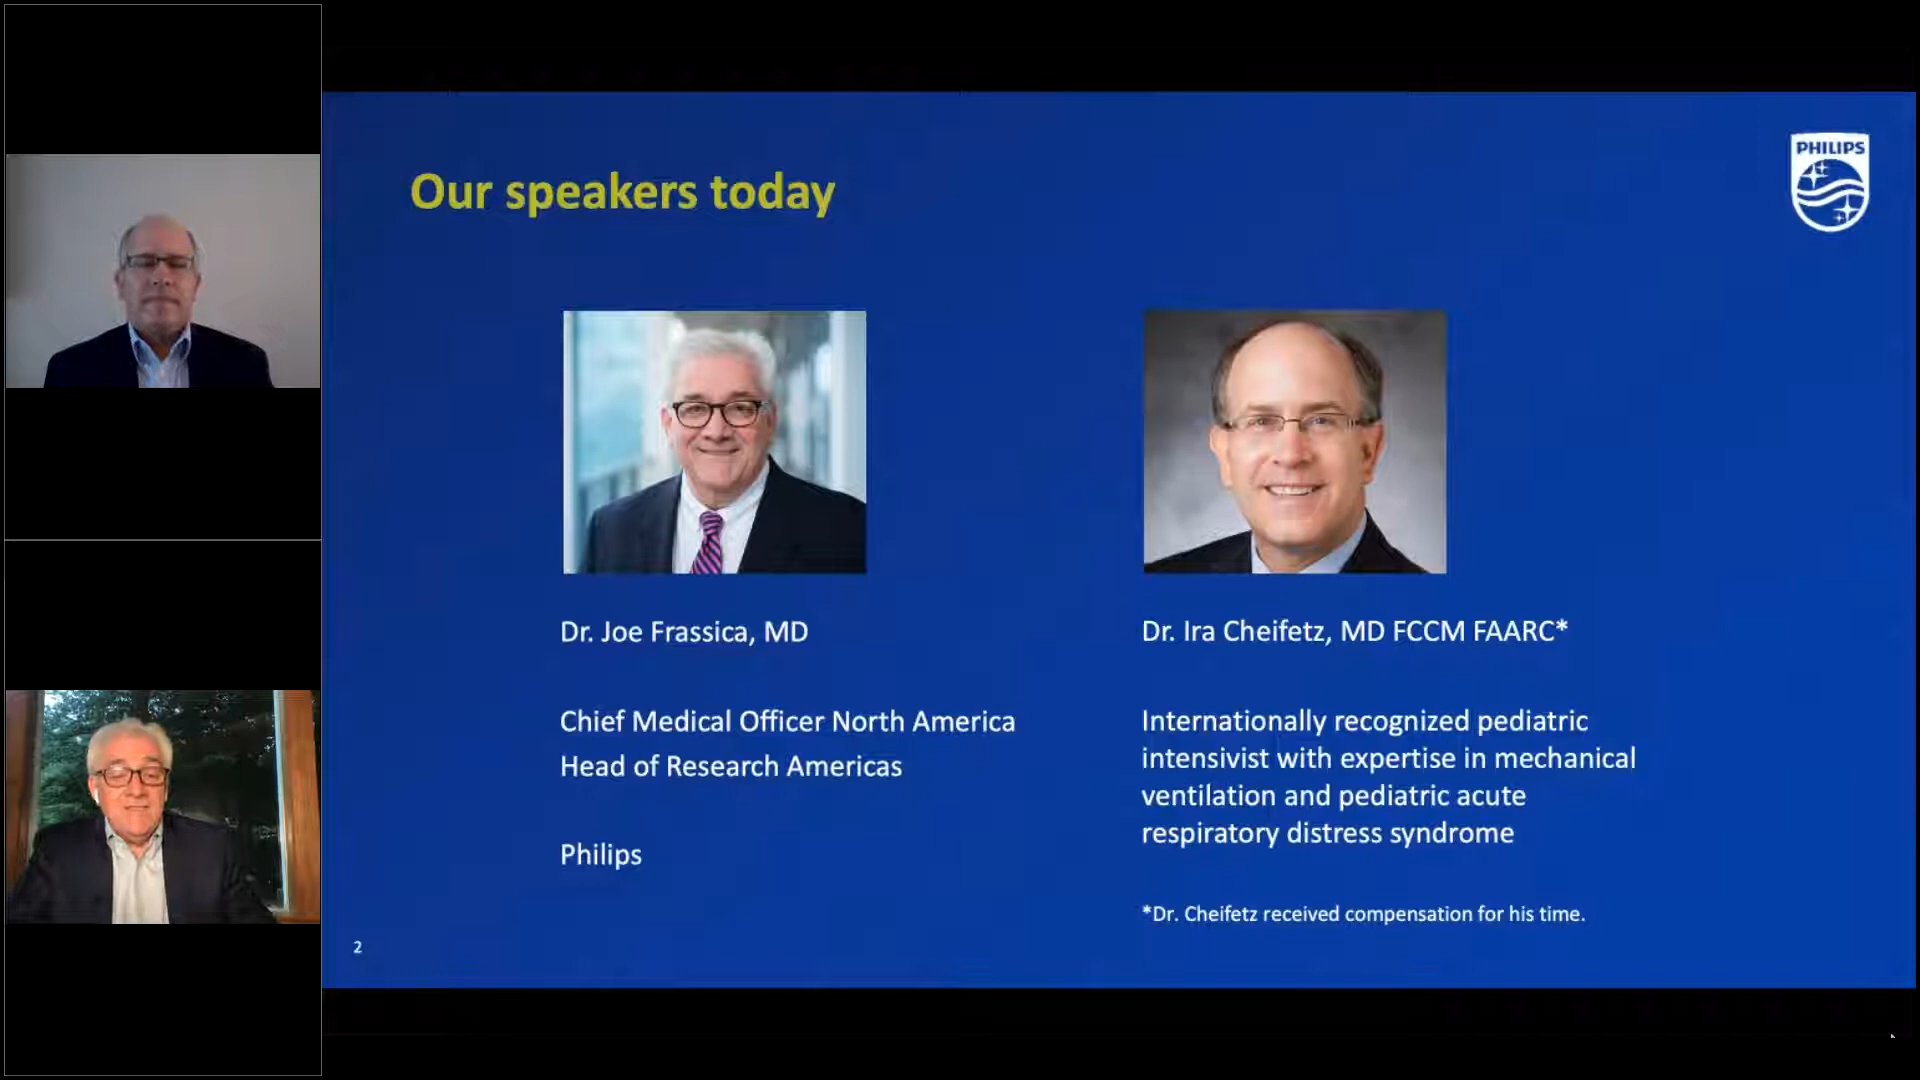 Our speakers today
PHILIPS
Dr. Joe Frassica, MD
Chief Medical Officer North America
Head of Research Americas
Philips
Dr. Ira Cheifetz, MD FCCM FAARC*
Internationally recognized pediatric
intensivist with expertise in mechanical
ventilation and pediatric acute
respiratory distress syndrome
*Dr. Cheifetz received compensation for his time.
2